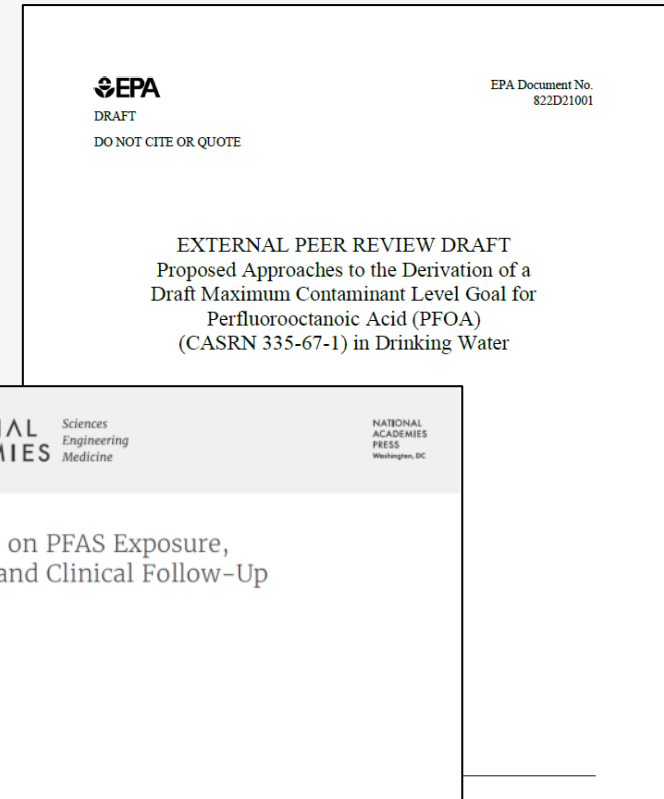 EPA
EPA Document No.
822D21001
DRAFT
DO NOT CITE OR QUOTE
EXTERNAL PEER REVIEW DRAFT
Proposed Approaches to the Derivation of a
Draft Maximum Contaminant Level Goal for
Perfluorooctanoic Acid (PFOA)
(CASRN 335-67-1) in Drinking Water
Sciences
Engineering
Medicine
NATIONAL
ACADEMIES
PRESS
Washington, DC
on PFAS Exposure,
and Clinical Follow-Up